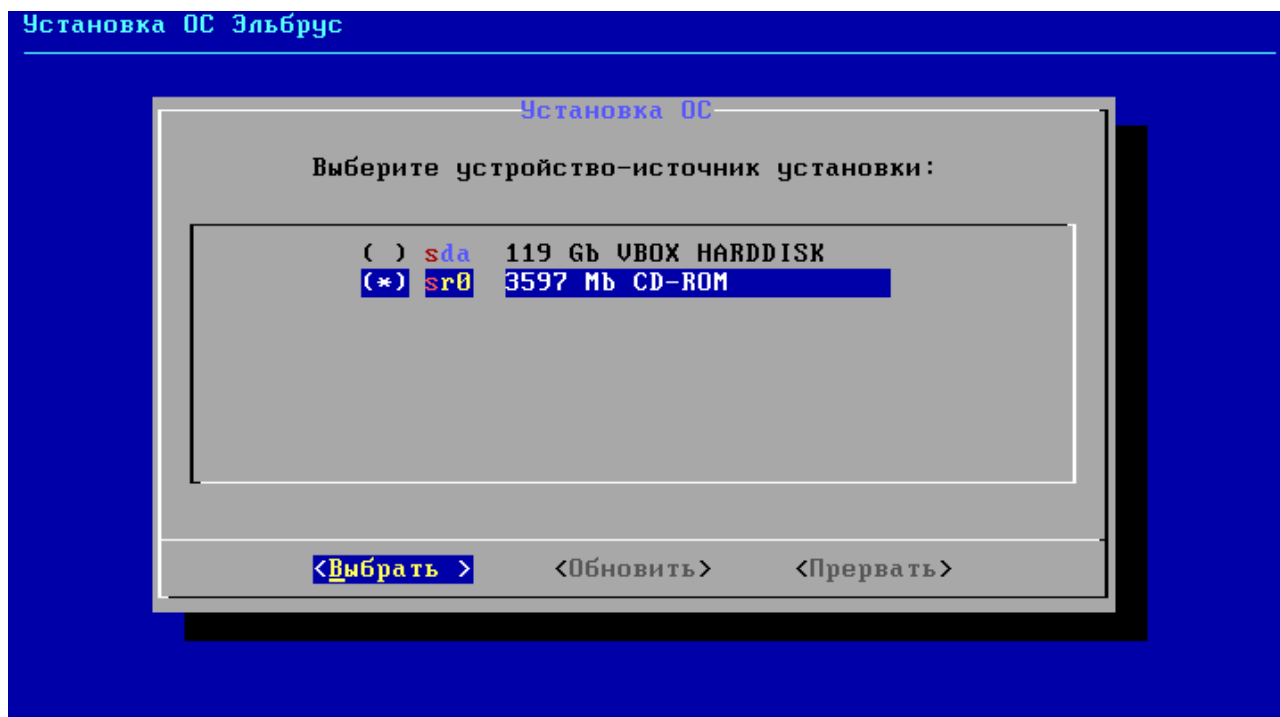 Установка ОС Эльбрус
Установка ОС
Выберите устройство-источник установки:
( ) sda 119 Gb VBOX HARDDISK
(*) sr0 3597 Mb CD-ROM
<Выбрать > <Обновить> <Прервать>